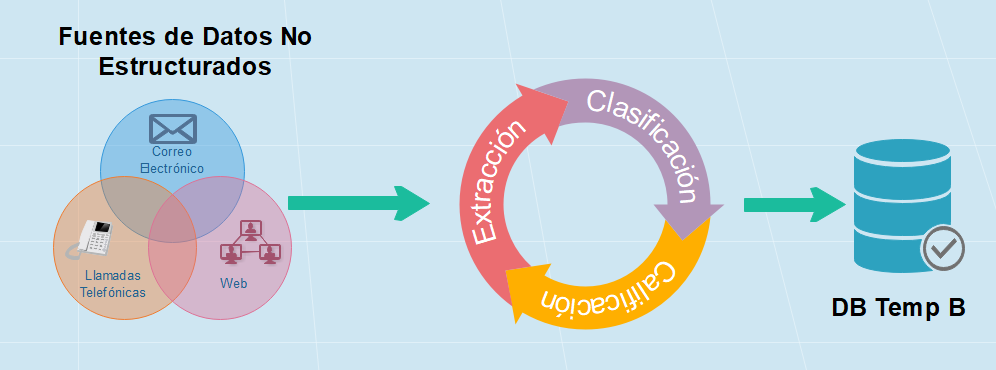 Fuentes de Datos No
Estructurados
Correo
Electrónico
Llamadas
Telefónicas
Web
Extracción
Clasificación
Calificación
DB Temp B